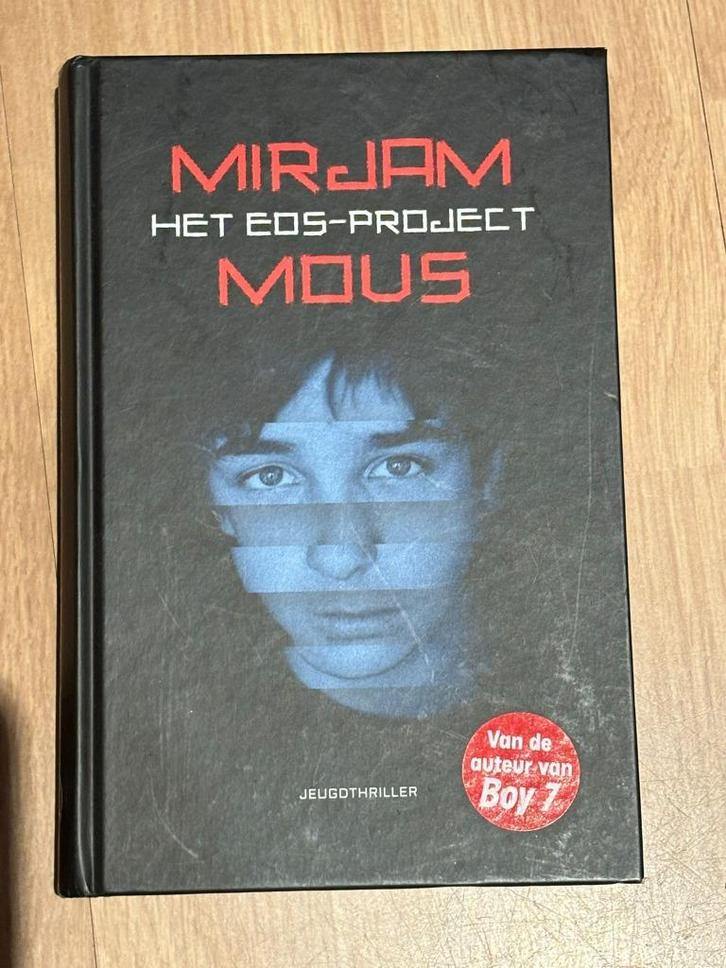 MIRJAM
HET EOS-PROJECT
MOUS
JEUGDTHRILLER
Van de
auteur van
Boy 7